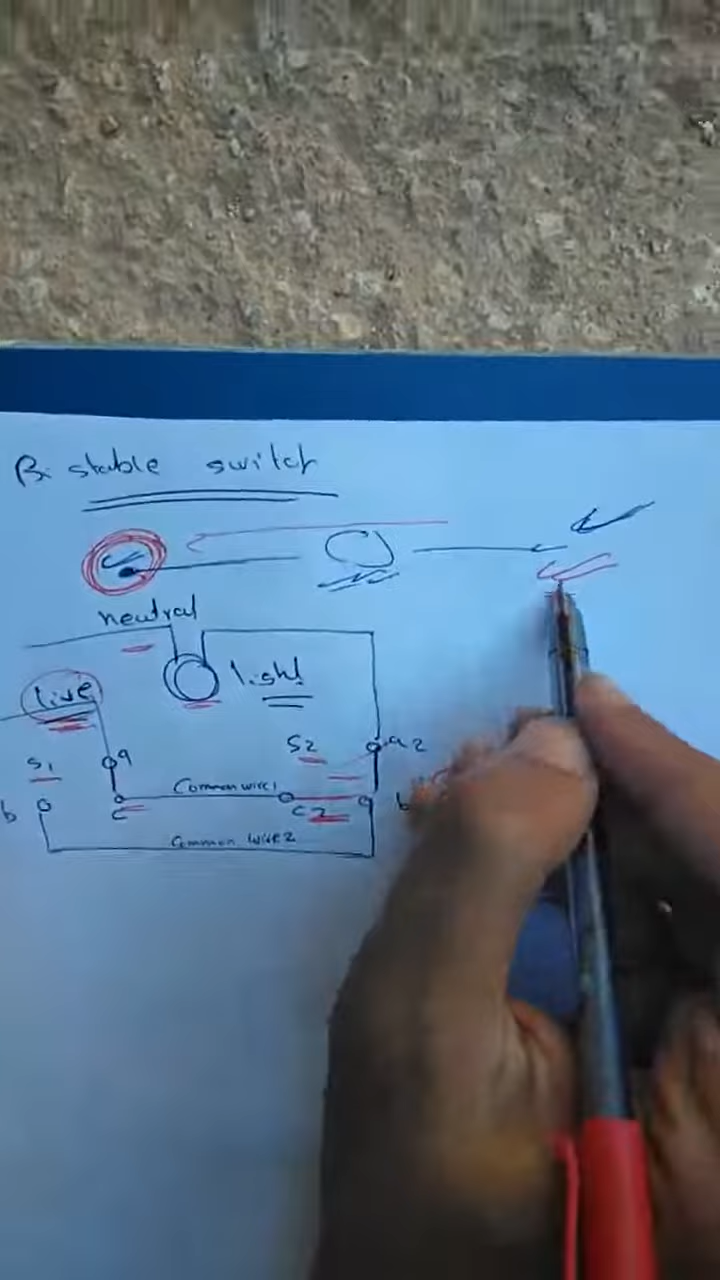 Bi stable switch
neutral
light
live
a
S1
S2
a2
Common wire1
b
c
C2
b
Common wire2